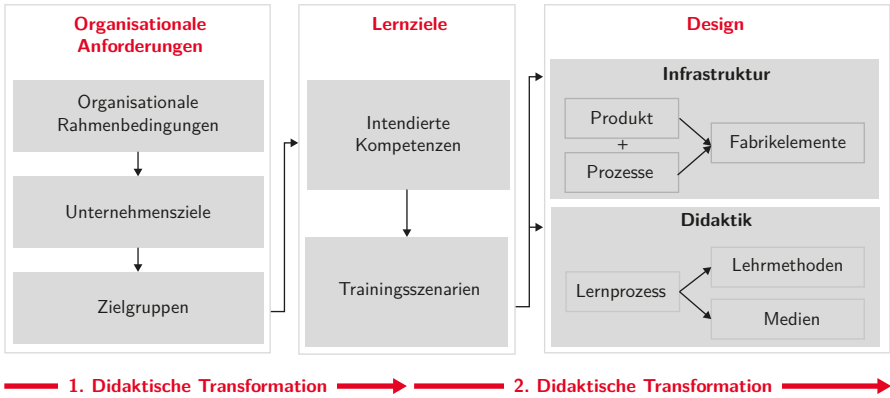 Organisationale
Anforderungen
Organisationale
Rahmenbedingungen
Unternehmensziele
Zielgruppen
Lernziele
Intendierte
Kompetenzen
Trainingsszenarien
Design
Infrastruktur
Produkt
+
Prozesse
Fabrikelemente
Didaktik
Lernprozess
Lehrmethoden
Medien
1. Didaktische Transformation
2. Didaktische Transformation